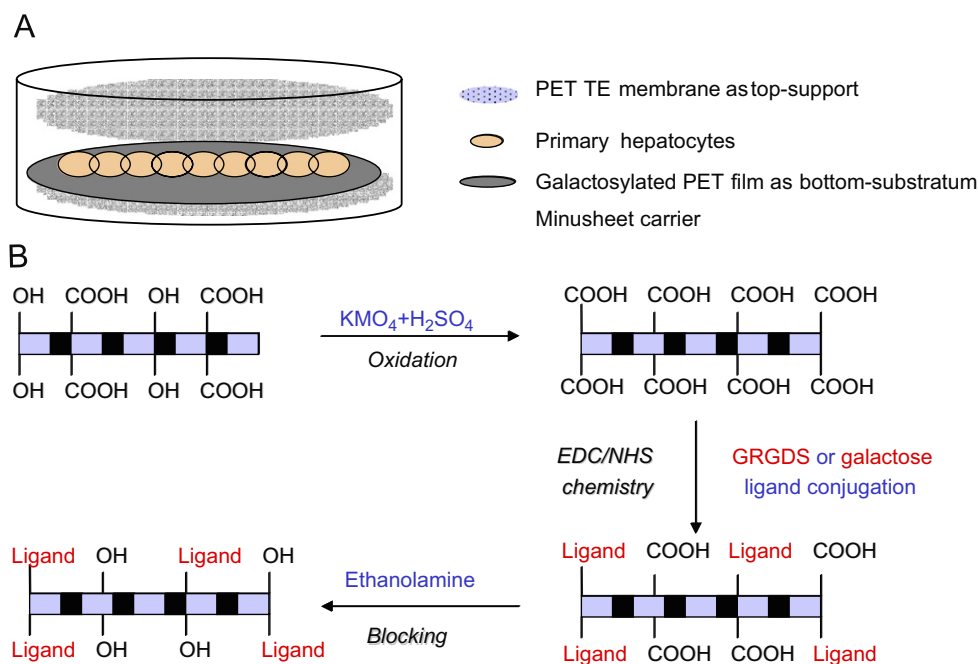 A
PET TE membrane as top-support
Primary hepatocytes
Galactosylated PET film as bottom-substratum
Minusheet carrier
B
OH COOH OH COOH
OH COOH OH COOH
KMO₄+H₂SO₄
Oxidation
COOH COOH COOH COOH
COOH COOH COOH COOH
EDC/NHS
chemistry
GRGDS or galactose
ligand conjugation
Ligand COOH Ligand COOH
Ligand COOH COOH Ligand
Ethanolamine
Blocking
Ligand OH Ligand OH
Ligand OH OH Ligand